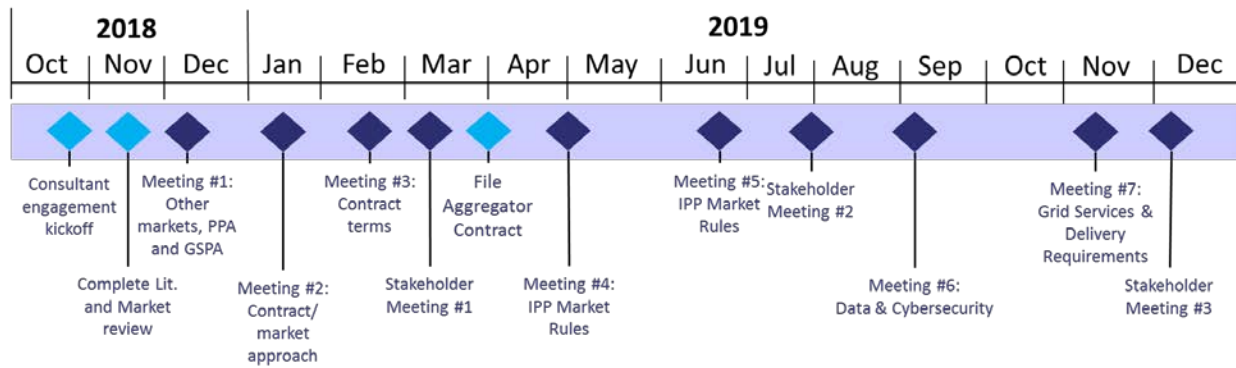 2018
2019
Oct
Nov
Dec
Jan
Feb
Mar
Apr
May
Jun
Jul
Aug
Sep
Oct
Nov
Dec
Consultant
engagement
kickoff
Complete Lit.
and Market
review
Meeting #1:
Other
markets, PPA
and GSPA
Meeting #2:
Contract/
market
approach
Meeting #3:
Contract
terms
Stakeholder
Meeting #1
File
Aggregator
Contract
Meeting #4:
IPP Market
Rules
Meeting #5:
IPP Market
Rules
Stakeholder
Meeting #2
Meeting #6:
Data & Cybersecurity
Meeting #7:
Grid Services &
Delivery
Requirements
Stakeholder
Meeting #3